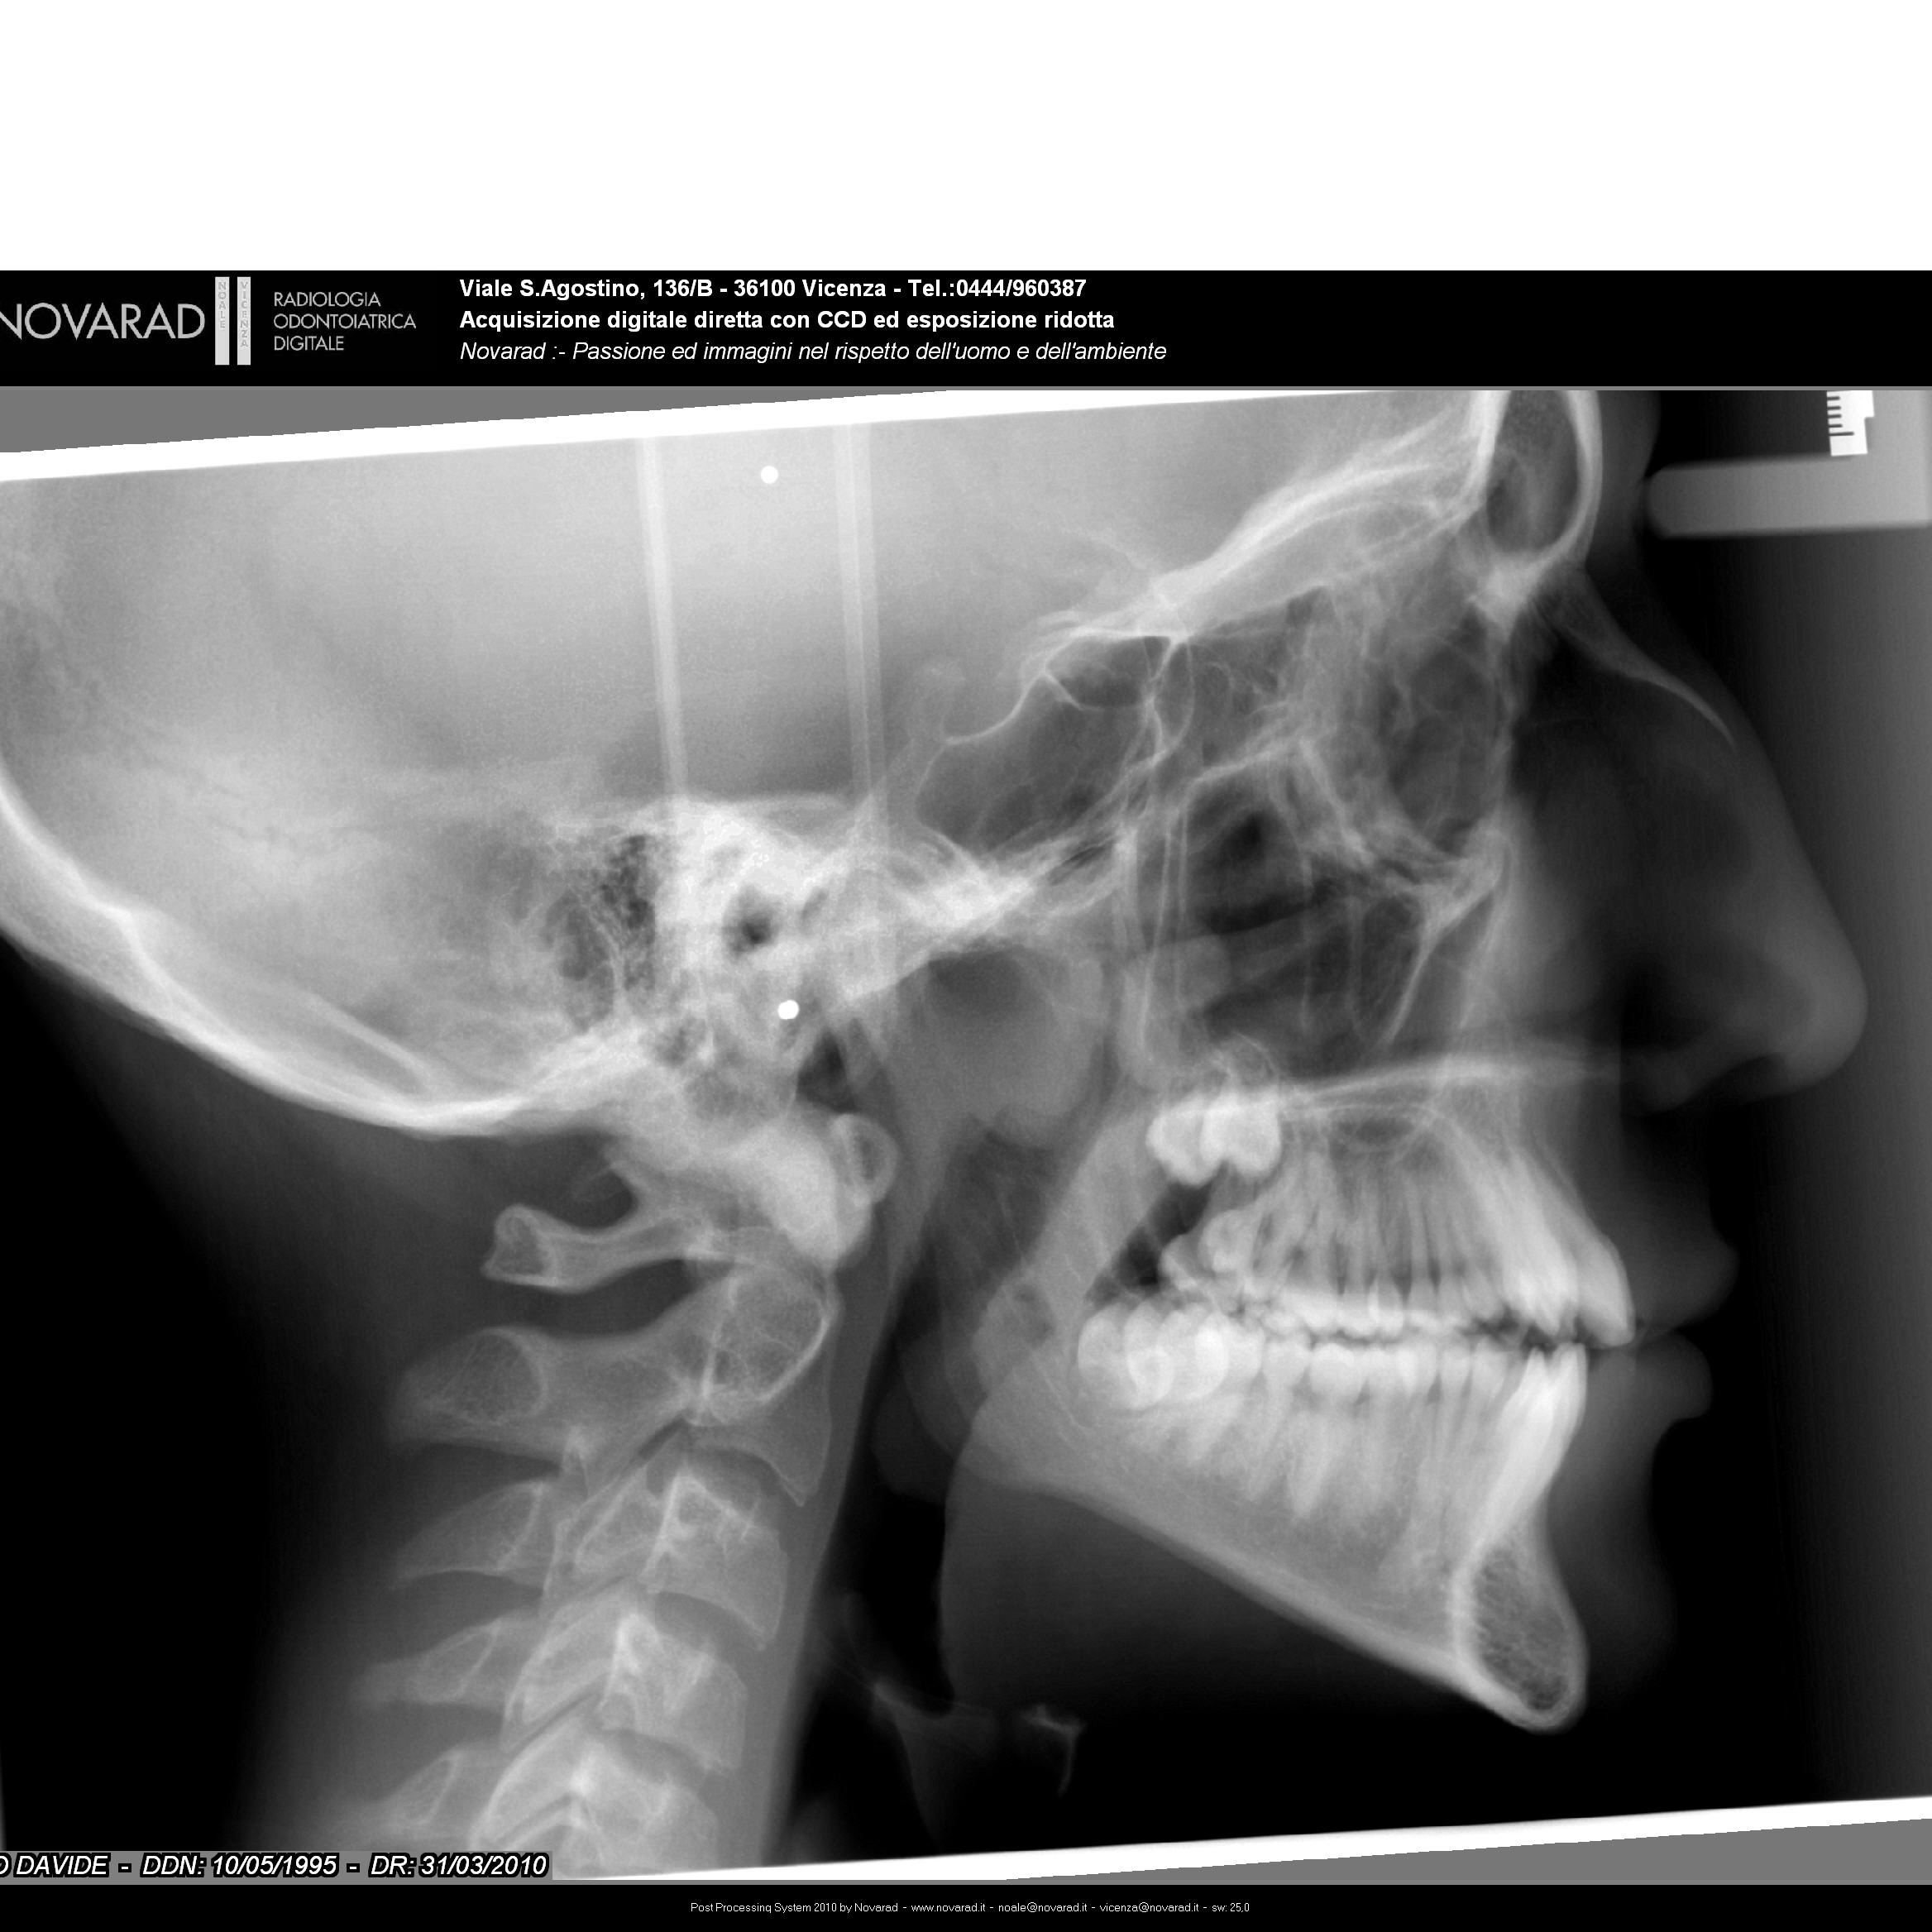 NOVARAD
NOALE
VICENZA
RADIOLOGIA
ODONTOIATRICA
DIGITALE
Viale S.Agostino, 136/B - 36100 Vicenza - Tel.:0444/960387
Acquisizione digitale diretta con CCD ed esposizione ridotta
Novarad :- Passione ed immagini nel rispetto dell'uomo e dell'ambiente
DAVIDE - DDN: 10/05/1995 - DR: 31/03/2010
Post Processing System 2010 by Novarad - www.novarad.it - noale@novarad.it - vicenza@novarad.it - sw: 25,0